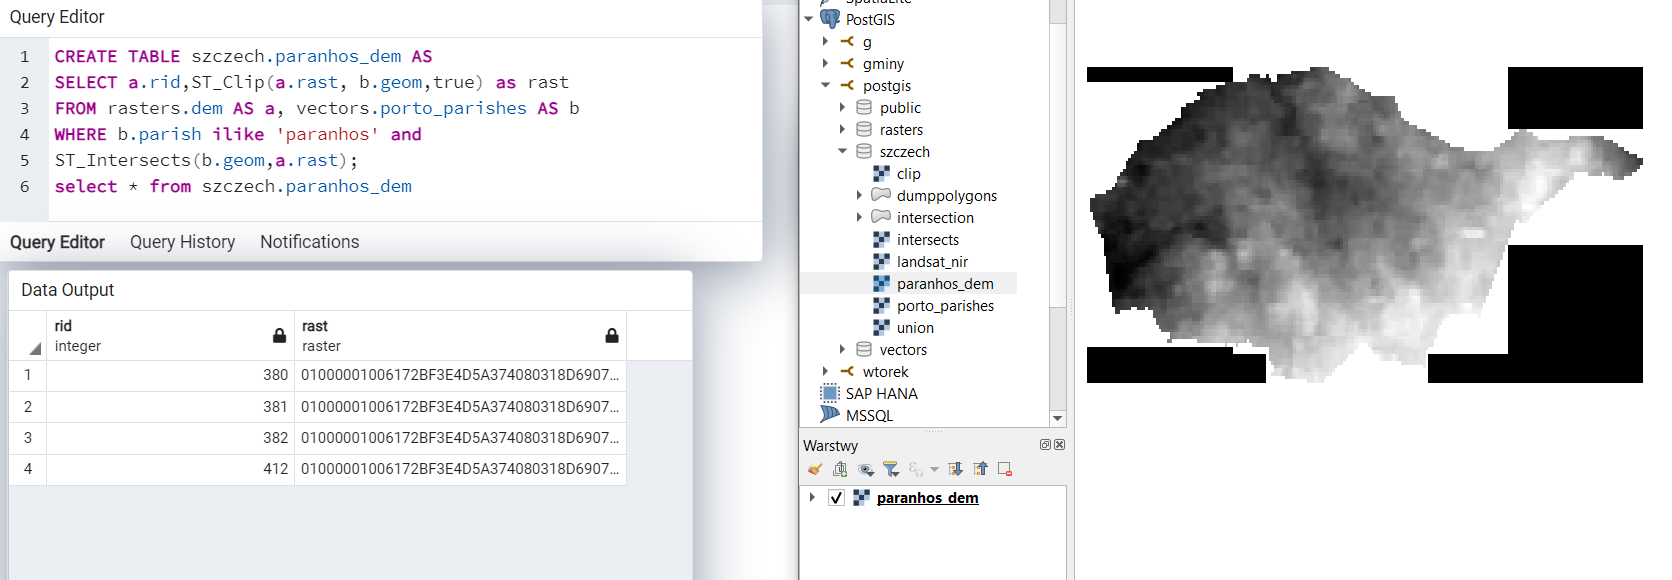 Query Editor
1 CREATE TABLE szczech.paranhos_dem AS
2 SELECT a.rid,ST_Clip(a.rast, b.geom,true) as rast
3 FROM rasters.dem AS a, vectors.porto_parishes AS b
4 WHERE b.parish ilike 'paranhos' and
5 ST_Intersects(b.geom,a.rast);
6 select * from szczech.paranhos_dem
Query Editor Query History Notifications
Data Output
rid rast
integer raster
1 380 01000001006172BF3E4D5A374080318D6907...
2 381 01000001006172BF3E4D5A374080318D6907...
3 382 01000001006172BF3E4D5A374080318D6907...
4 412 01000001006172BF3E4D5A374080318D6907...
SpatiaLite
PostGIS
g
gminy
postgis
public
rasters
szczech
clip
dumppolygons
intersection
intersects
landsat_nir
paranhos_dem
porto_parishes
union
vectors
wtorek
SAP HANA
MSSQL
Warstwy
paranhos_dem